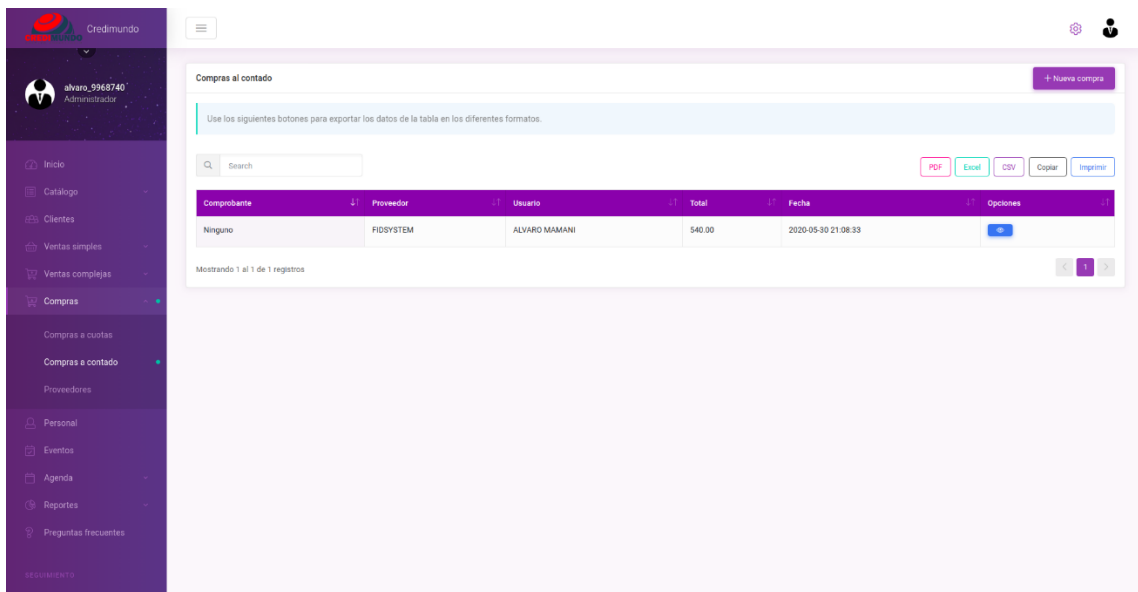 CREDIMUNDO
Credimundo
alvaro_9968740
Administrador
Inicio
Catálogo
Clientes
Ventas simples
Ventas complejas
Compras
Compras a cuotas
Compras a contado
Proveedores
Personal
Eventos
Agenda
Reportes
Preguntas frecuentes
SEGUIMIENTO
Compras al contado
+ Nueva compra
Use los siguientes botones para exportar los datos de la tabla en los diferentes formatos.
Search
PDF Excel CSV Copiar Imprimir
Comprobante Proveedor Usuario Total Fecha Opciones
Ninguno FIDSYSTEM ALVARO MAMANI 540.00 2020-05-30 21:08:33
Mostrando 1 al 1 de 1 registros
1